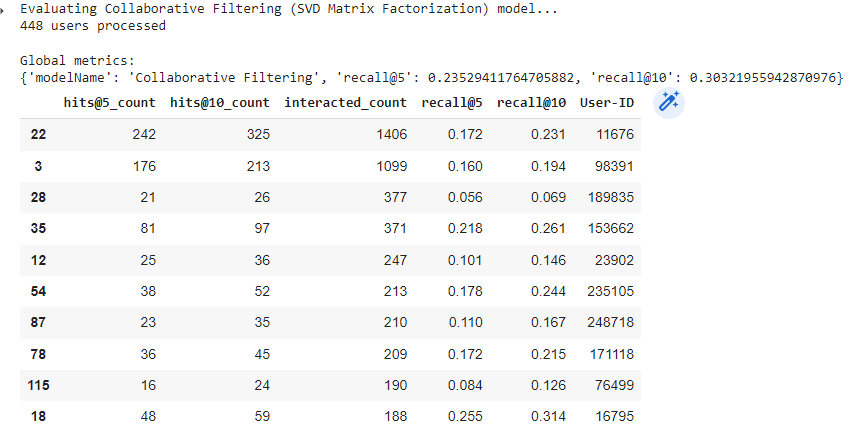 Evaluating Collaborative Filtering (SVD Matrix Factorization) model...
448 users processed
Global metrics:
{'modelName': 'Collaborative Filtering', 'recall@5': 0.23529411764705882, 'recall@10': 0.30321955942870976}
hits@5_count hits@10_count interacted_count recall@5 recall@10 User-ID
22 242 325 1406 0.172 0.231 11676
3 176 213 1099 0.160 0.194 98391
28 21 26 377 0.056 0.069 189835
35 81 97 371 0.218 0.261 153662
12 25 36 247 0.101 0.146 23902
54 38 52 213 0.178 0.244 235105
87 23 35 210 0.110 0.167 248718
78 36 45 209 0.172 0.215 171118
115 16 24 190 0.084 0.126 76499
18 48 59 188 0.255 0.314 16795